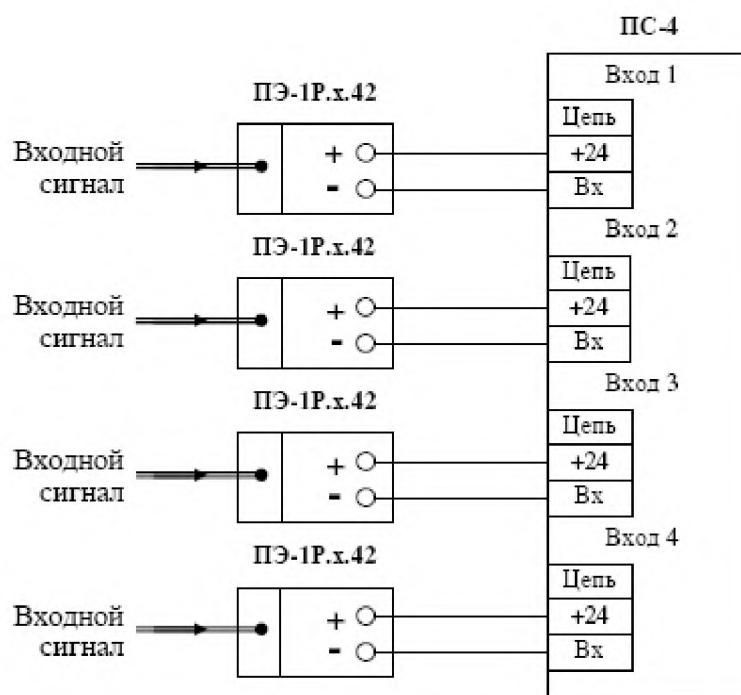 ПС-4
Вход 1
ПЭ-1Р.х.42
Цепь
Входной
сигнал
+
+24
-
Вх
Вход 2
ПЭ-1Р.х.42
Цепь
Входной
сигнал
+
+24
-
Вх
Вход 3
ПЭ-1Р.х.42
Цепь
Входной
сигнал
+
+24
-
Вх
Вход 4
ПЭ-1Р.х.42
Цепь
Входной
сигнал
+
+24
-
Вх